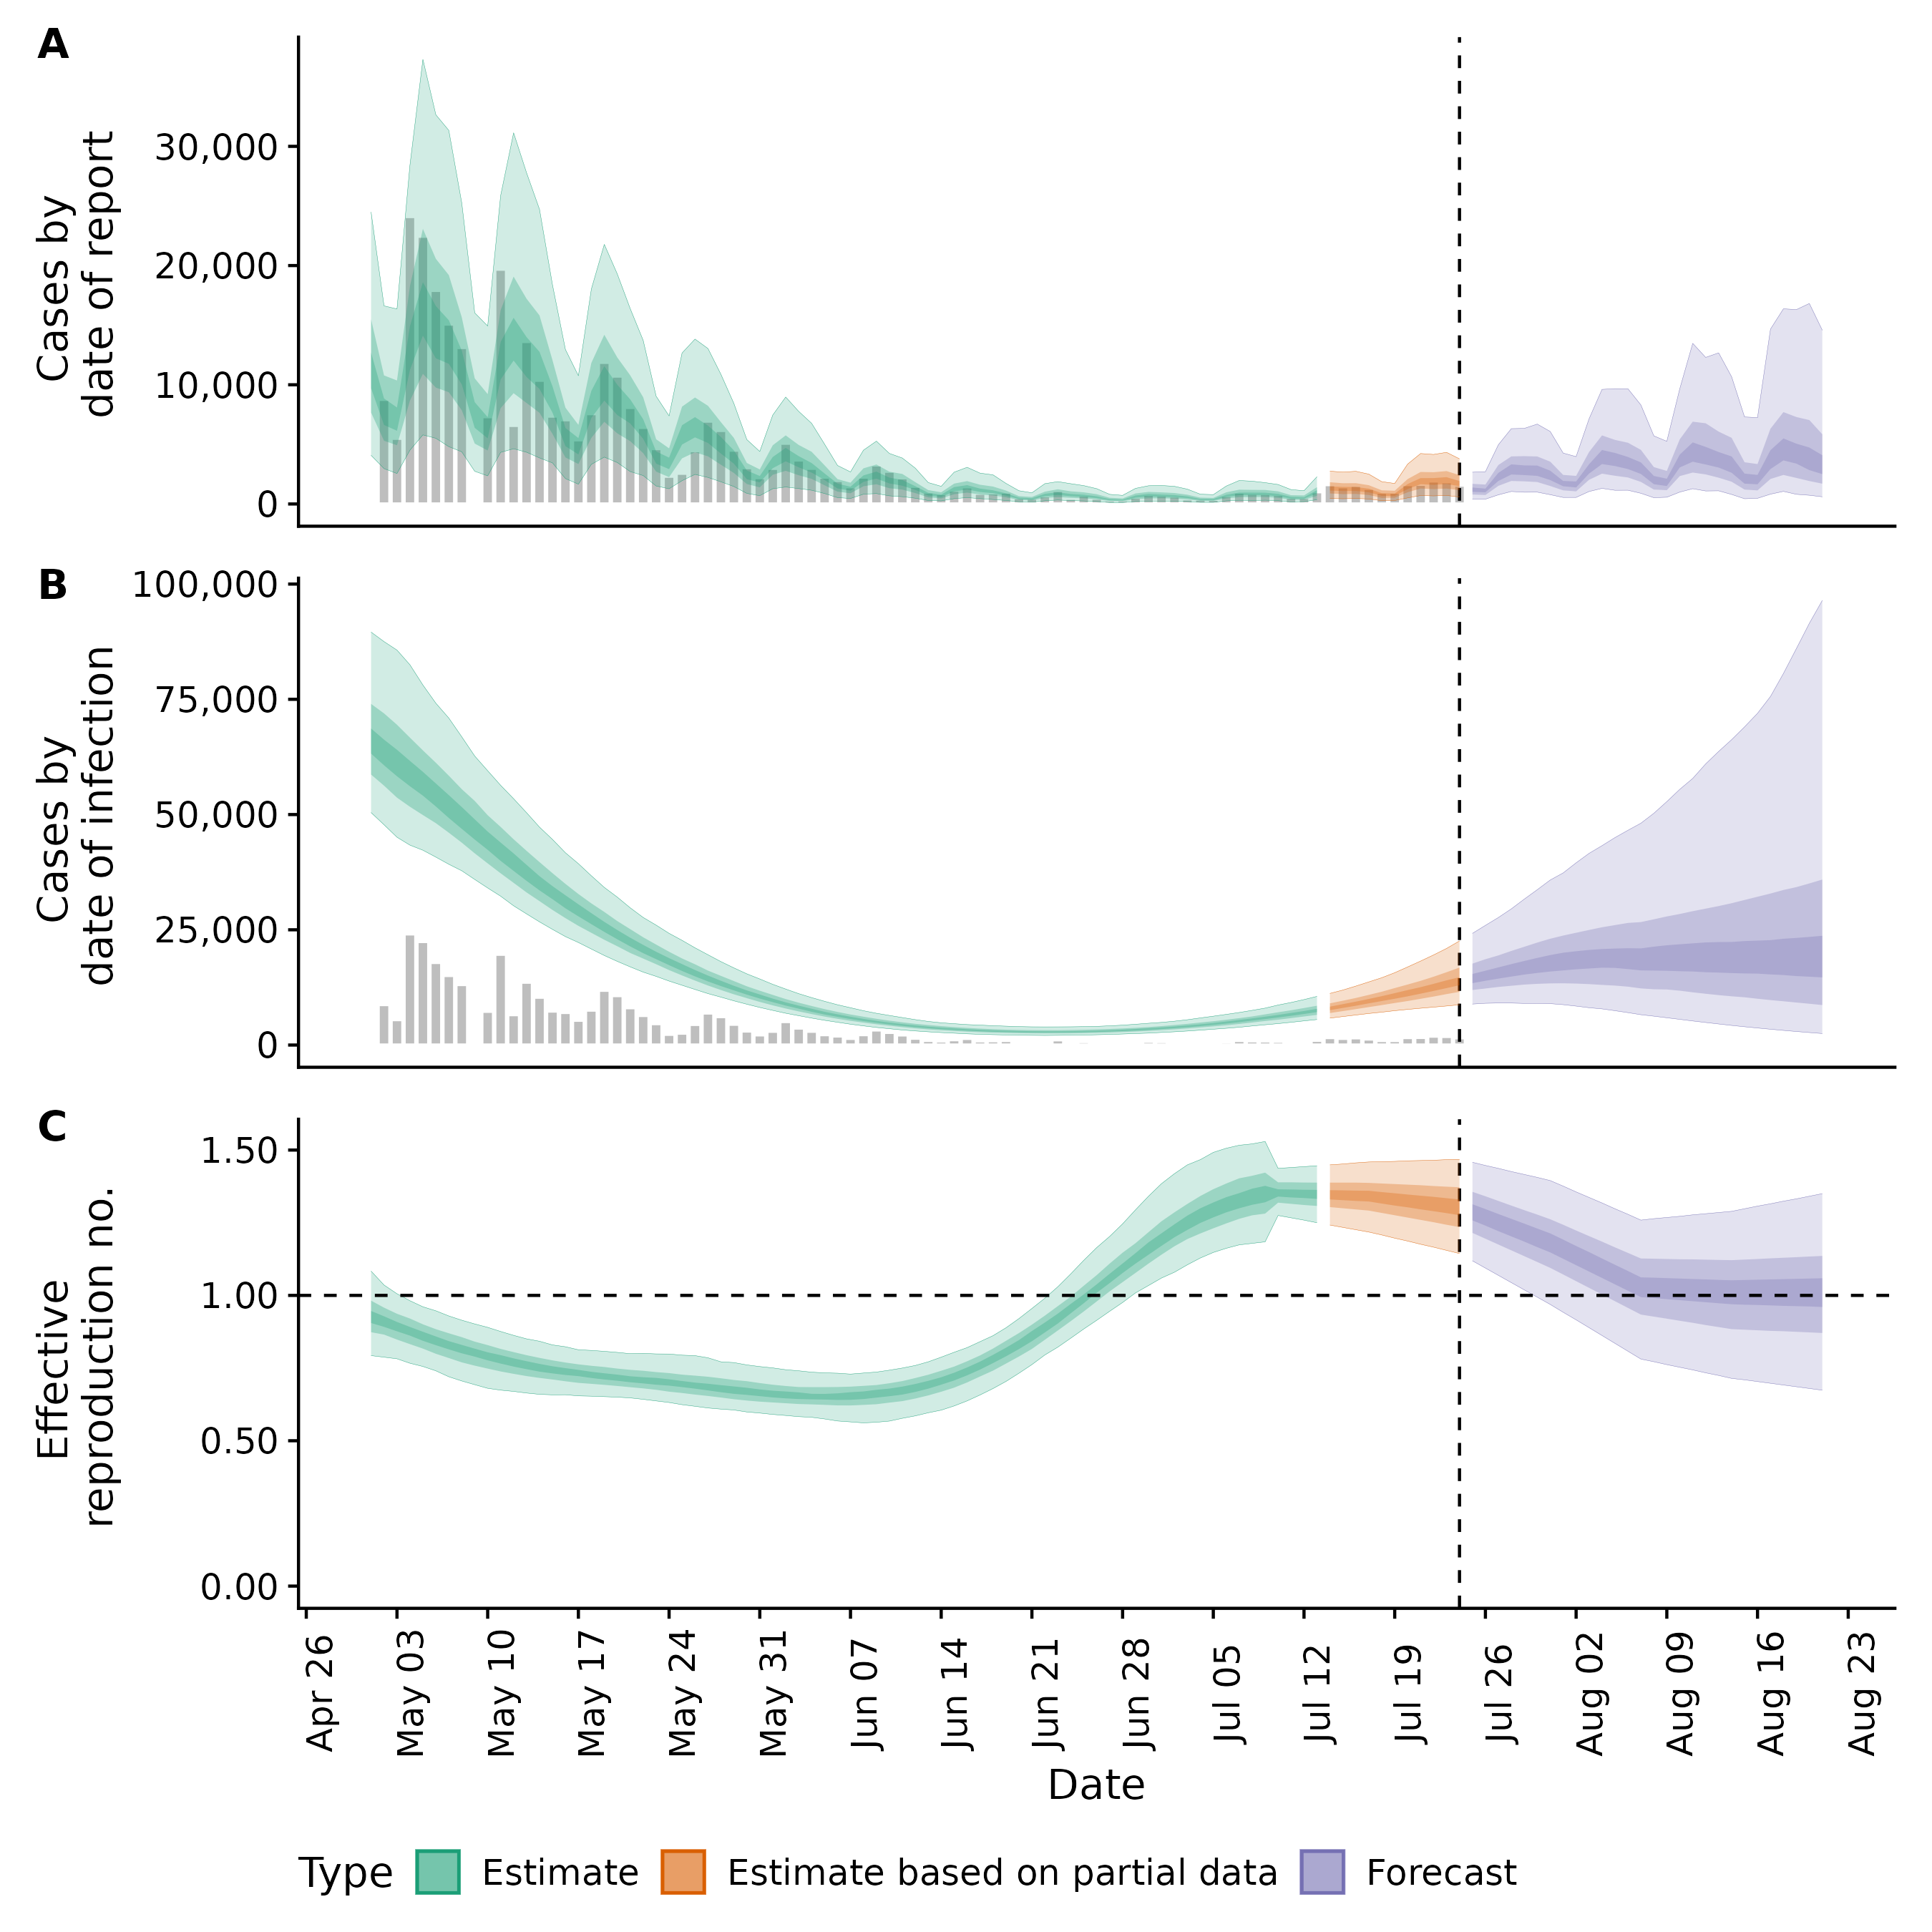 A
Cases by
date of report
30,000
20,000
10,000
0
B
Cases by
date of infection
100,000
75,000
50,000
25,000
0
C
Effective
reproduction no.
1.50
1.00
0.50
0.00
Apr 26
May 03
May 10
May 17
May 24
May 31
Jun 07
Jun 14
Jun 21
Jun 28
Jul 05
Jul 12
Jul 19
Jul 26
Aug 02
Aug 09
Aug 16
Aug 23
Date
Type Estimate Estimate based on partial data Forecast